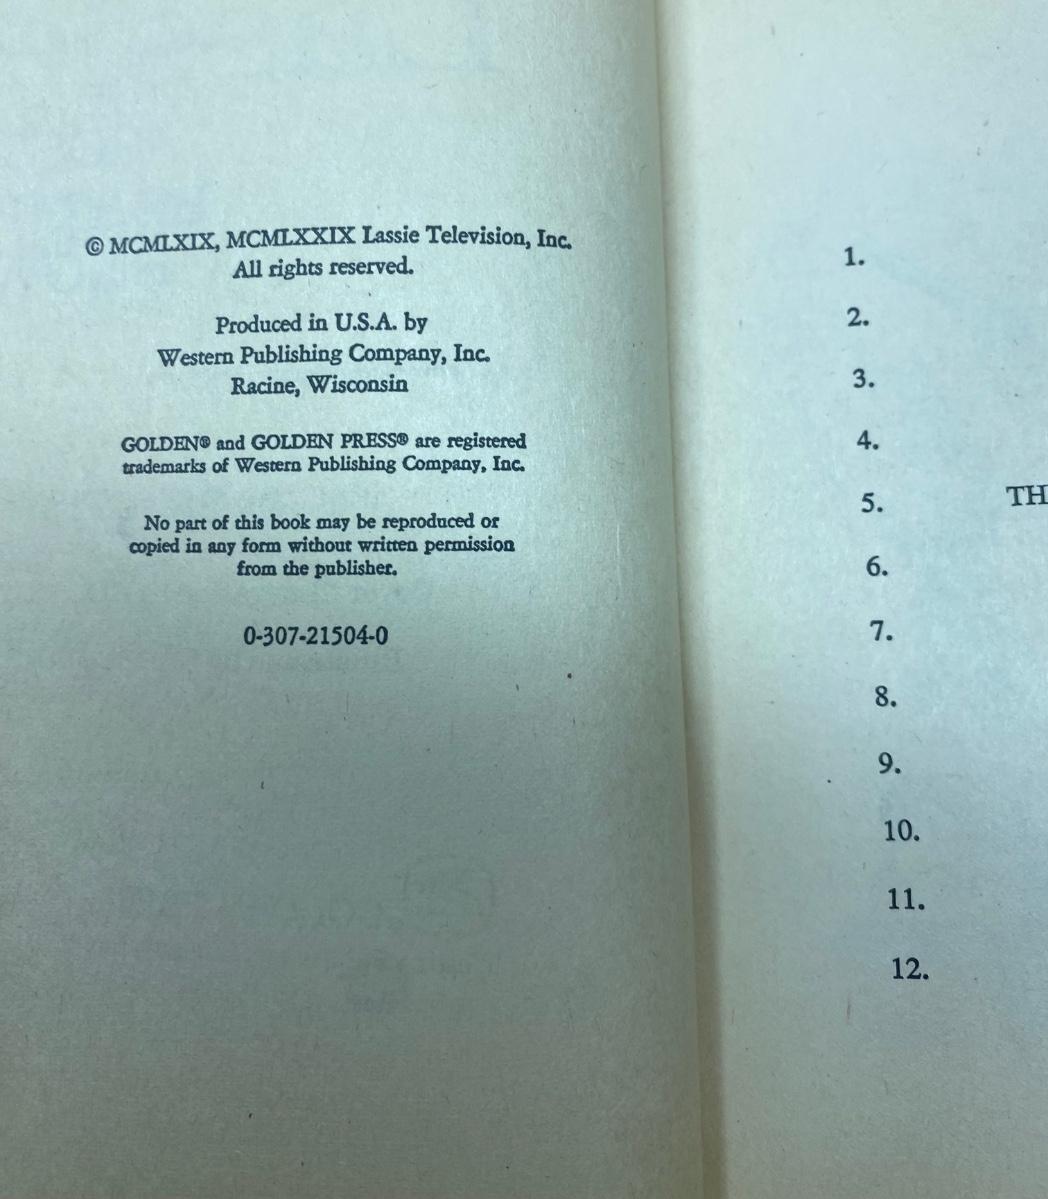 © MCMLXIX, MCMLXXIX Lassie Television, Inc.
All rights reserved.
Produced in U.S.A. by
Western Publishing Company, Inc.
Racine, Wisconsin
GOLDEN® and GOLDEN PRESS® are registered
trademarks of Western Publishing Company, Inc.
No part of this book may be reproduced or
copied in any form without written permission
from the publisher.
0-307-21504-0
1.
2.
3.
4.
5. TH
6.
7.
8.
9.
10.
11.
12.